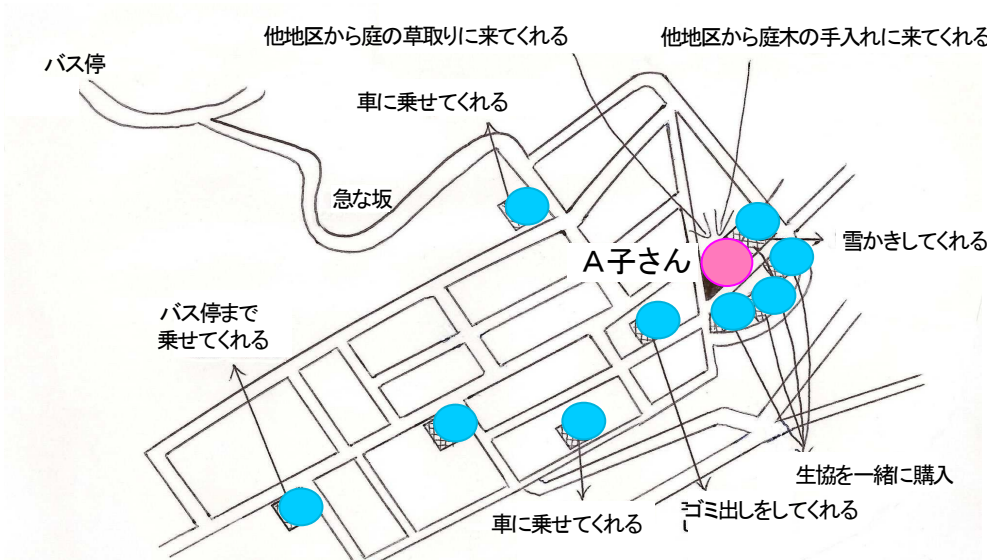 他地区から庭の草取りに来てくれる
他地区から庭木の手入れに来てくれる
バス停
車に乗せてくれる
急な坂
雪かきしてくれる
A子さん
バス停まで
乗せてくれる
生協を一緒に購入
ゴミ出しをしてくれる
車に乗せてくれる